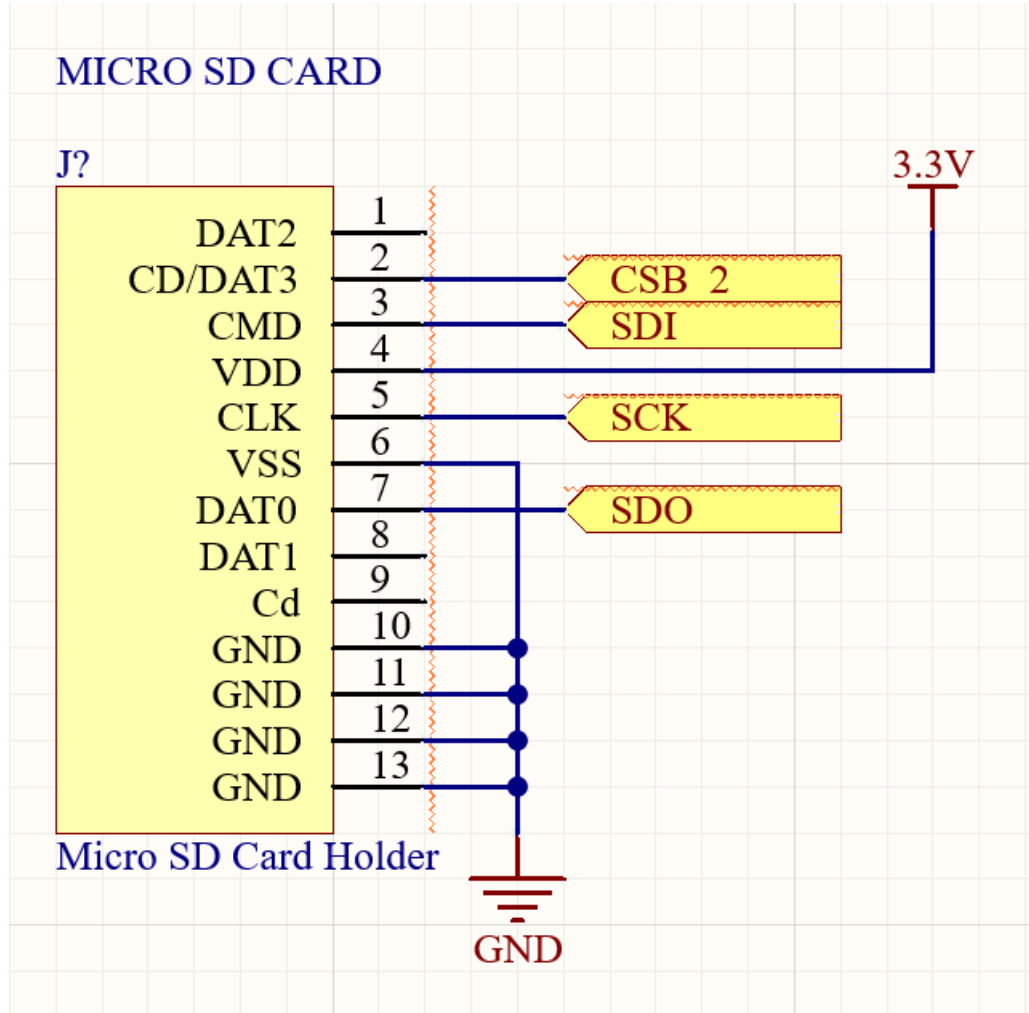 MICRO SD CARD
J?
3.3V
DAT2 1
CD/DAT3 2 CSB_2
CMD 3 SDI
VDD 4
CLK 5 SCK
VSS 6
DAT0 7 SDO
DAT1 8
Cd 9
GND 10
GND 11
GND 12
GND 13
Micro SD Card Holder
GND